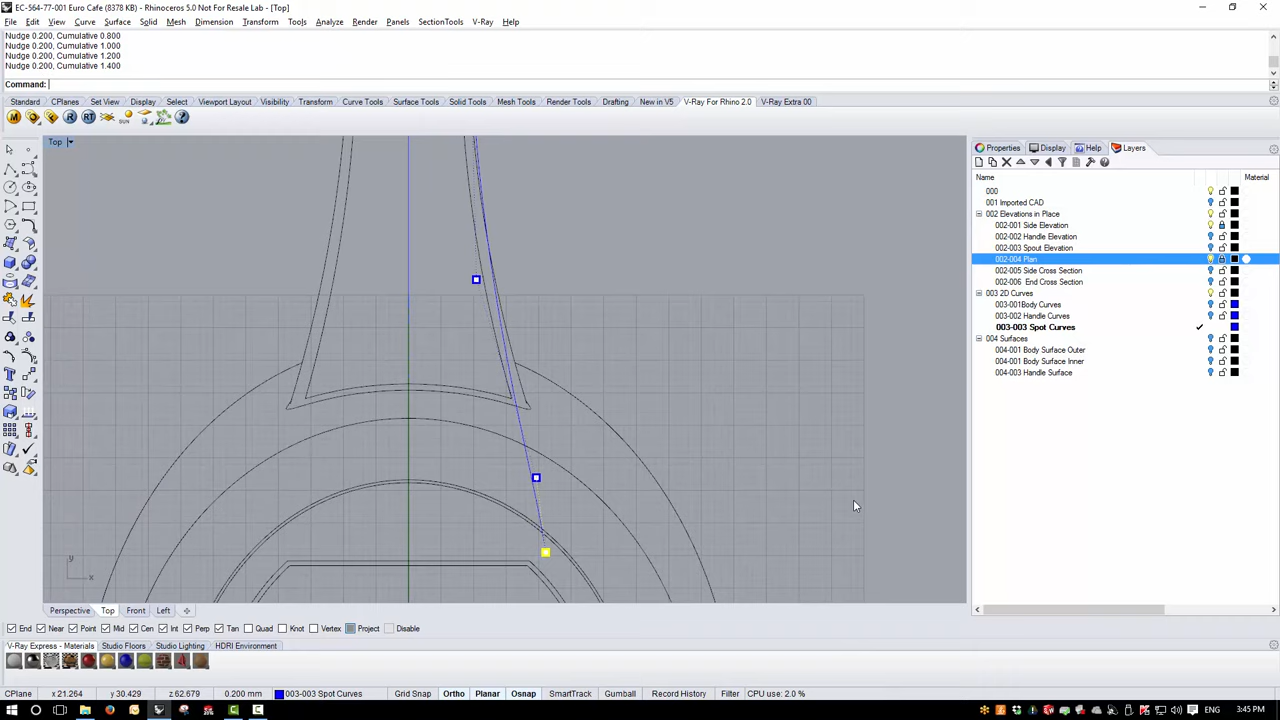 EC-564-77-001 Euro Cafe (8378 KB) - Rhinoceros 5.0 Not For Resale Lab - [Top]
File Edit View Curve Surface Solid Mesh Dimension Transform Tools Analyze Render Panels SectionTools V-Ray Help
Nudge 0.200, Cumulative 0.800
Nudge 0.200, Cumulative 1.000
Nudge 0.200, Cumulative 1.200
Nudge 0.200, Cumulative 1.400
Command:
Standard CPlanes Set View Display Select Viewport Layout Visibility Transform Curve Tools Surface Tools Solid Tools Mesh Tools Render Tools Drafting New in V5 V-Ray For Rhino 2.0 V-Ray Extra 00
M R RT SUN
Top
Properties Display Help Layers
Name Material
000
001 Imported CAD
002 Elevations in Place
002-001 Side Elevation
002-002 Handle Elevation
002-003 Spout Elevation
002-004 Plan
002-005 Side Cross Section
002-006 End Cross Section
003 2D Curves
003-001Body Curves
003-002 Handle Curves
003-003 Spot Curves
004 Surfaces
004-001 Body Surface Outer
004-001 Body Surface Inner
004-003 Handle Surface
y
x
Perspective Top Front Left
End Near Point Mid Cen Int Perp Tan Quad Knot Vertex Project Disable
V-Ray Express - Materials Studio Floors Studio Lighting HDRI Environment
CPlane x 21.264 y 30.429 z 62.679 0.200 mm 003-003 Spot Curves Grid Snap Ortho Planar Osnap SmartTrack Gumball Record History Filter CPU use: 2.0 %
ENG 3:45 PM